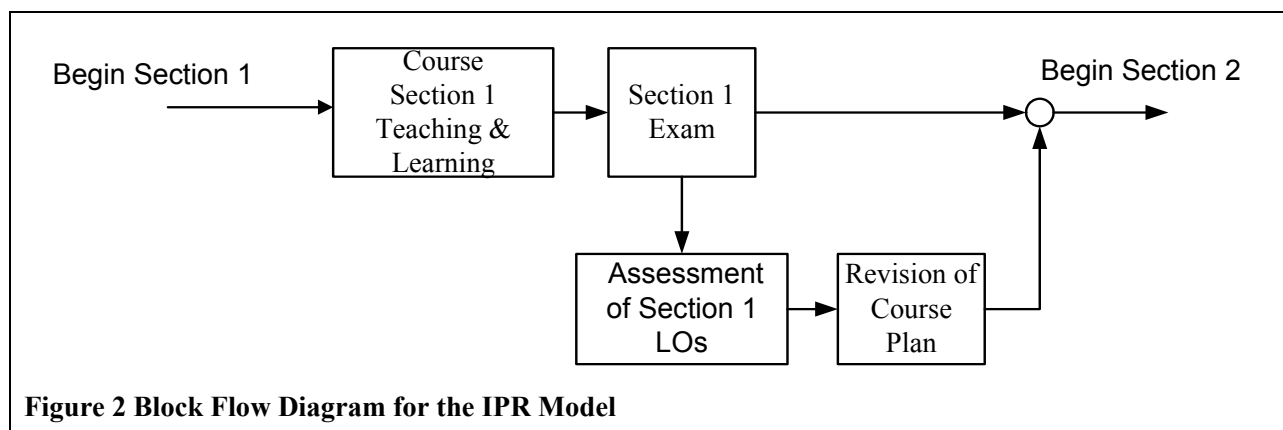 Begin Section 1
Course
Section 1
Teaching &
Learning
Section 1
Exam
Begin Section 2
Assessment
of Section 1
LOs
Revision of
Course
Plan
Figure 2 Block Flow Diagram for the IPR Model